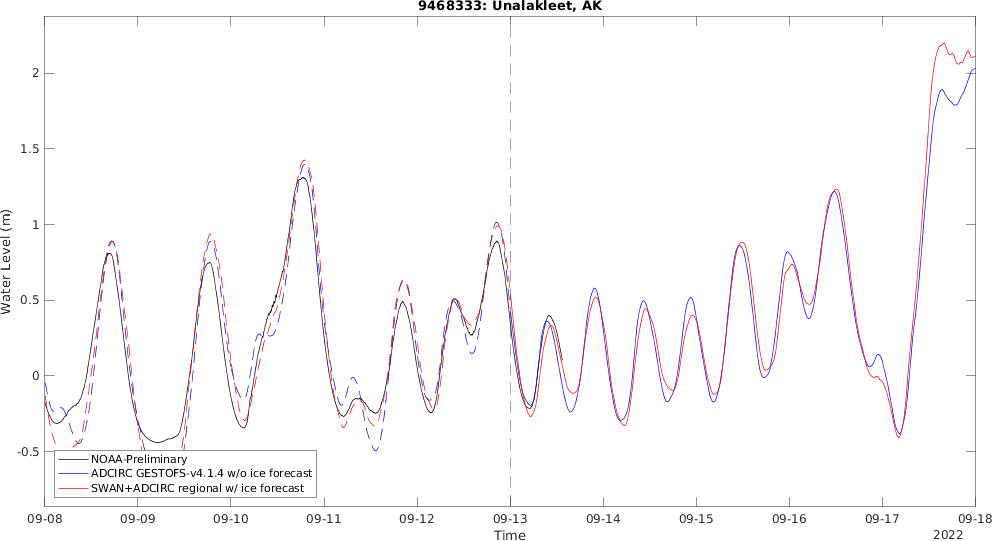 9468333: Unalakleet, AK
Water Level (m)
2
1.5
1
0.5
0
-0.5
NOAA-Preliminary
ADCIRC GESTOFS-v4.1.4 w/o ice forecast
SWAN+ADCIRC regional w/ ice forecast
09-08 09-09 09-10 09-11 09-12 09-13 09-14 09-15 09-16 09-17 09-18
Time
2022